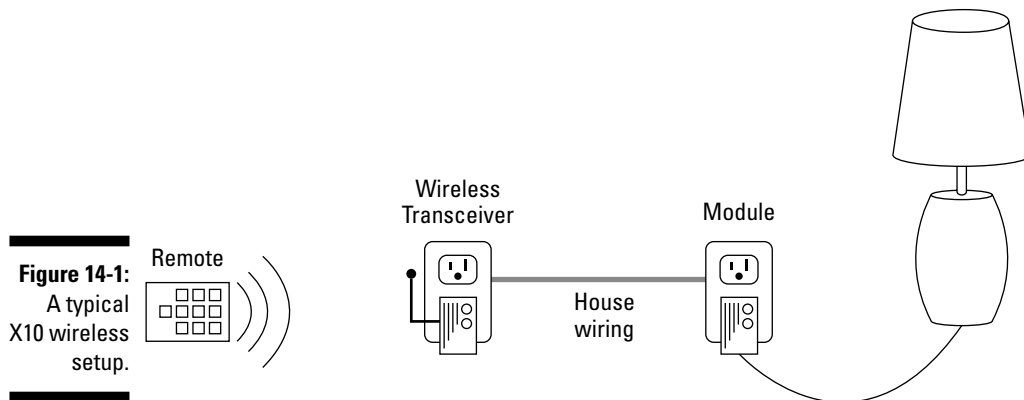 Wireless
Transceiver
Module
Remote
Figure 14-1:
A typical
X10 wireless
setup.
House
wiring